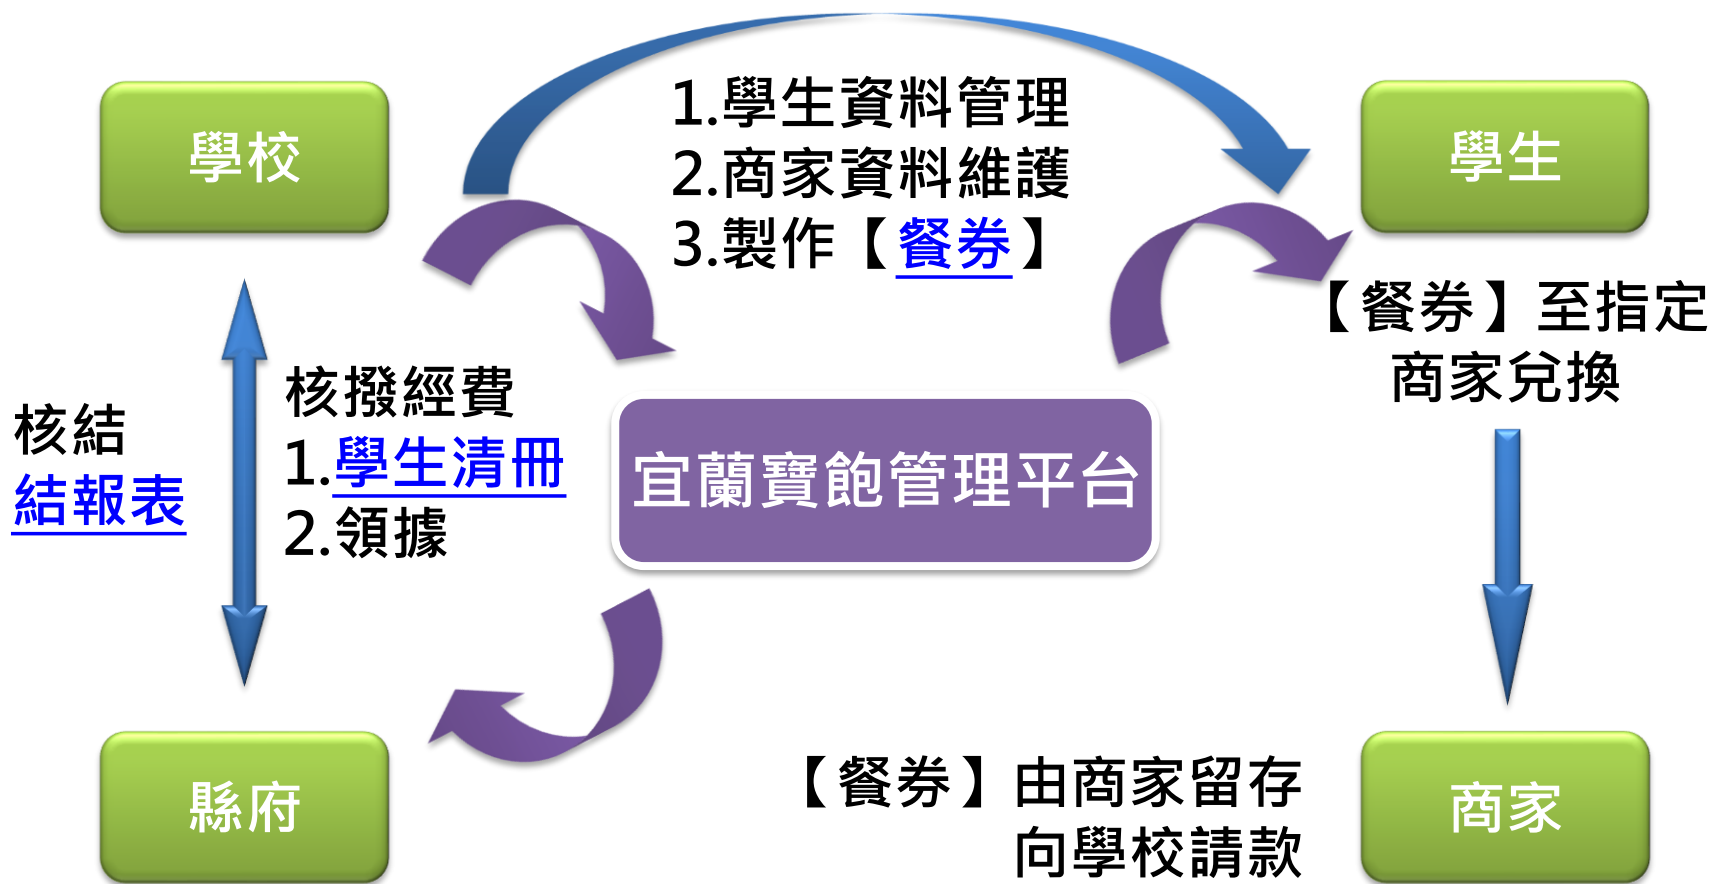 學校
1.學生資料管理
2.商家資料維護
3.製作【餐券】
學生
【餐券】至指定
商家兌換
核結
結報表
核撥經費
1.學生清冊
2.領據
宜蘭寶飽管理平台
縣府
【餐券】由商家留存
向學校請款
商家